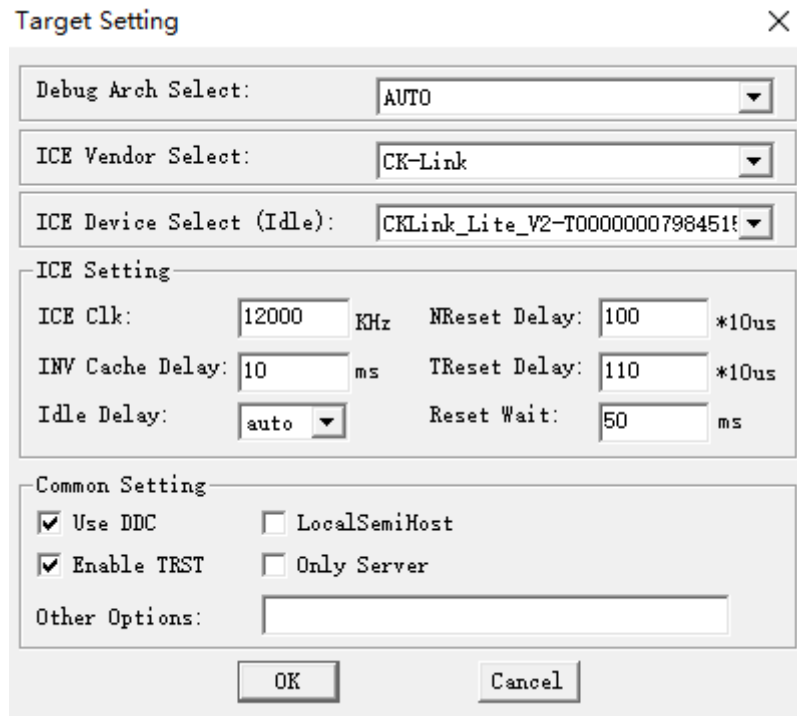 Target Setting
Debug Arch Select: AUTO
ICE Vendor Select: CK-Link
ICE Device Select (Idle): CKLink_Lite_V2-T00000007984515
ICE Setting
ICE Clk: 12000 KHz NReset Delay: 100 *10us
INV Cache Delay: 10 ms TReset Delay: 110 *10us
Idle Delay: auto Reset Wait: 50 ms
Common Setting
Use DDC LocalSemiHost
Enable TRST Only Server
Other Options:
OK Cancel